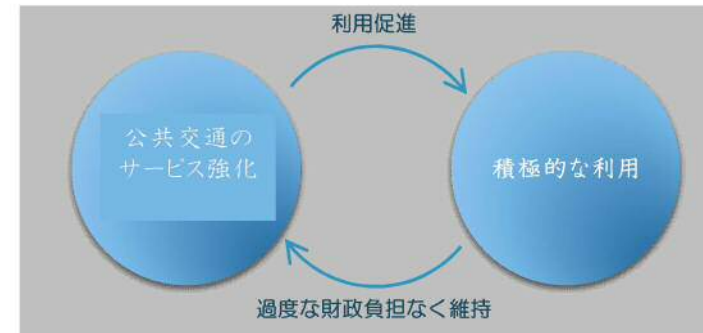 利用促進
公共交通の
サービス強化
積極的な利用
過度な財政負担なく維持